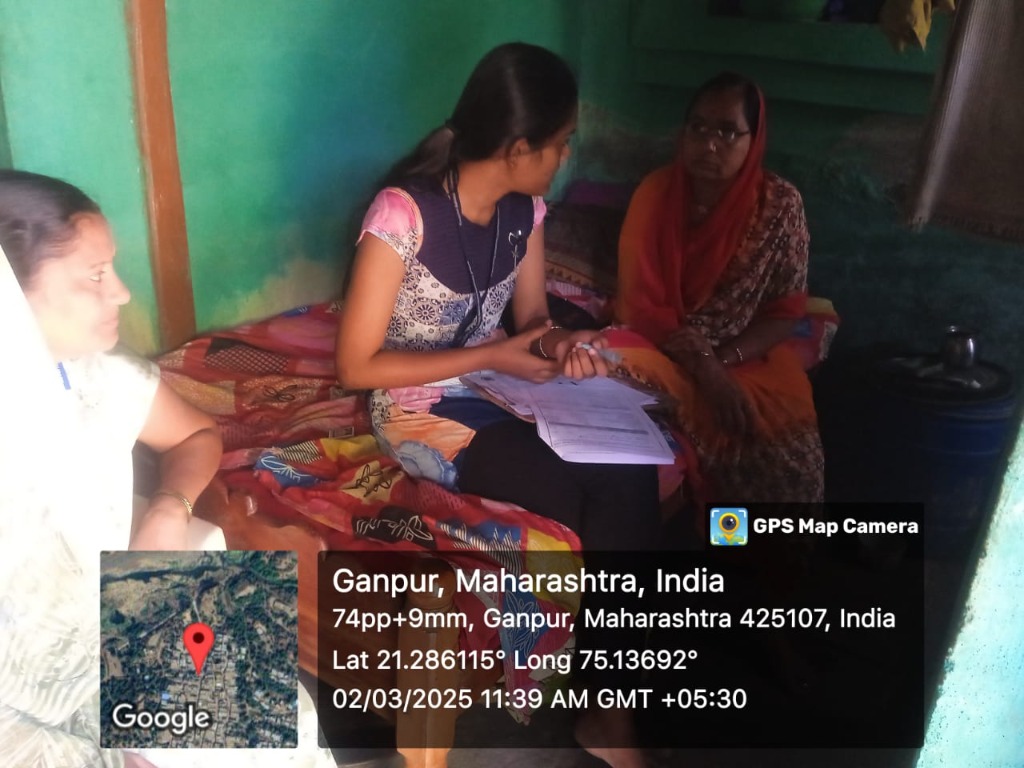 GPS Map Camera
Ganpur, Maharashtra, India
74pp+9mm, Ganpur, Maharashtra 425107, India
Lat 21.286115° Long 75.13692°
02/03/2025 11:39 AM GMT +05:30
Google